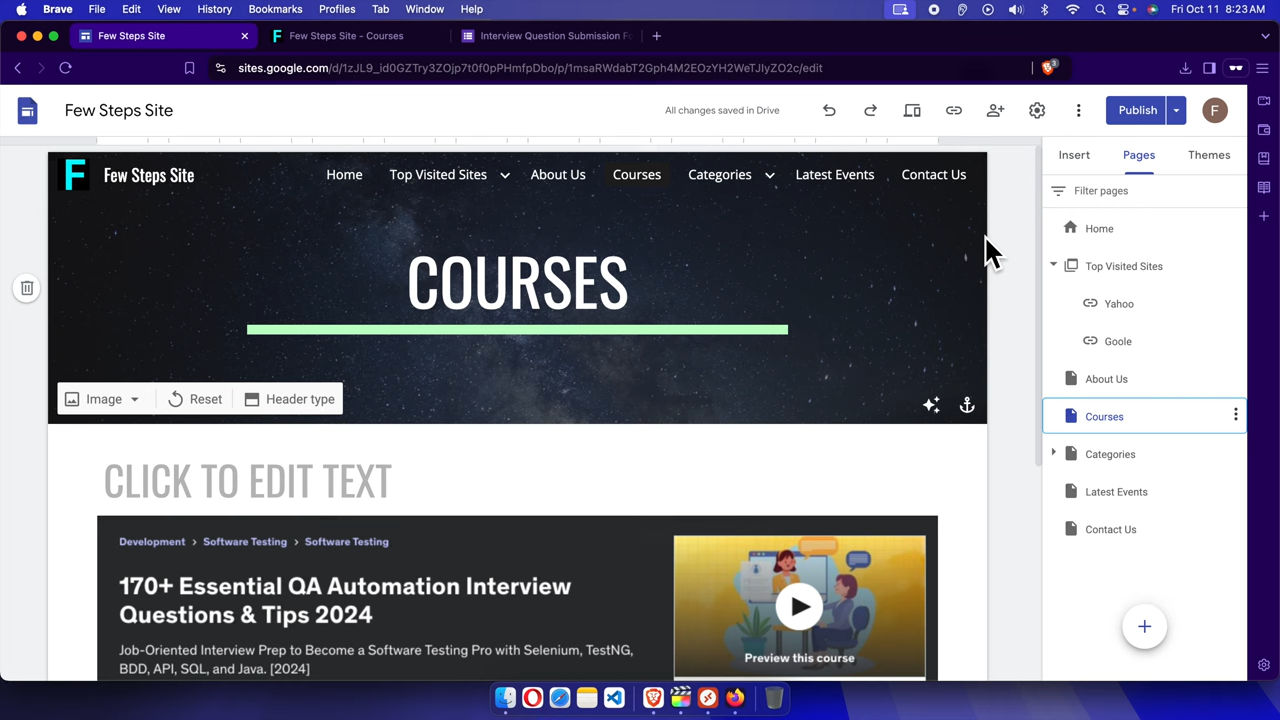 Brave File Edit View History Bookmarks Profiles Tab Window Help Fri Oct 11 8:23 AM
Few Steps Site Few Steps Site - Courses Interview Question Submission Fo
sites.google.com/d/1zJL9_id0GZTry3ZOjp7t0f0pPHmfpDbo/p/1msaRWdabT2Gph4M2EOzYH2WeTJlyZO2c/edit 3
Few Steps Site All changes saved in Drive Publish F
Insert Pages Themes
F Few Steps Site Home Top Visited Sites About Us Courses Categories Latest Events Contact Us
Filter pages
Home
Top Visited Sites
Yahoo
Goole
About Us
Courses
Categories
Latest Events
Contact Us
COURSES
Image Reset Header type
CLICK TO EDIT TEXT
Development > Software Testing > Software Testing
170+ Essential QA Automation Interview
Questions & Tips 2024
Job-Oriented Interview Prep to Become a Software Testing Pro with Selenium, TestNG,
BDD, API, SQL, and Java. [2024]
Preview this course